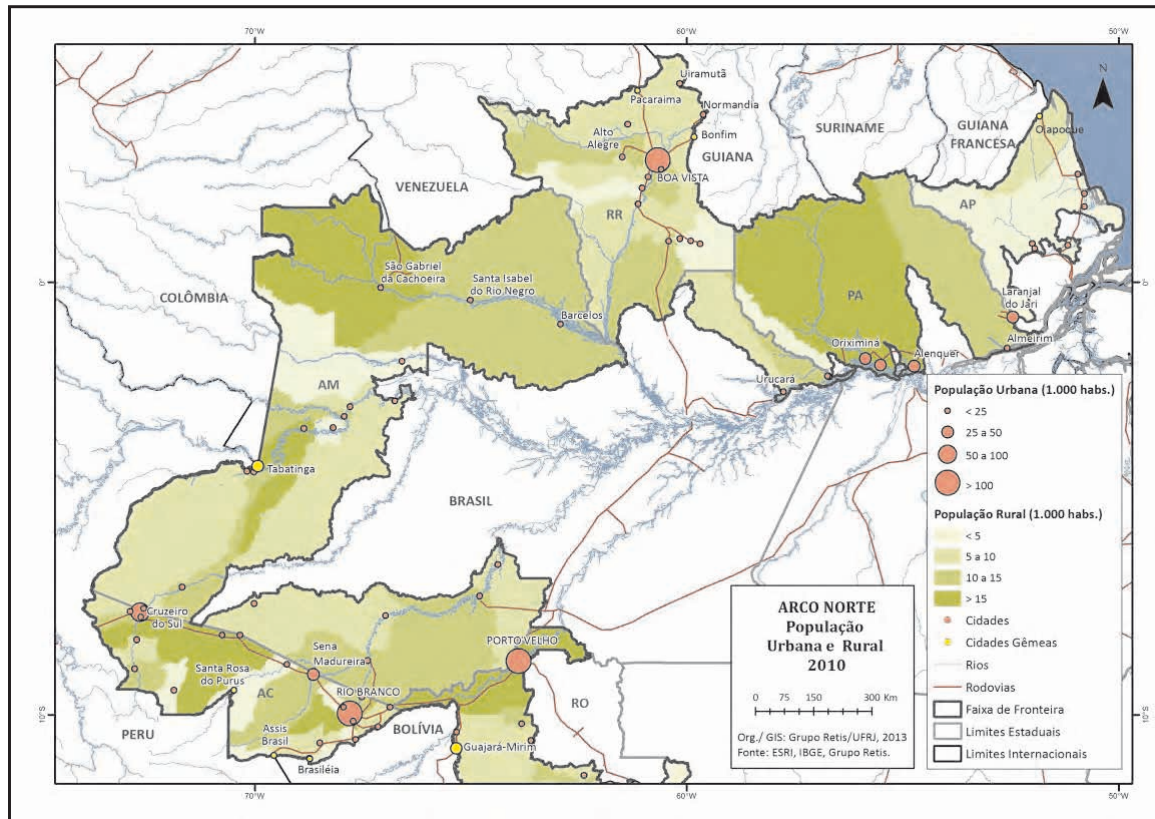 70°W
60°W
50°W
N
Uiramutã
Pacaraima
Normandia
Alto
Alegre
Bonfim
BOA VISTA
GUIANA
SURINAME
GUIANA
FRANCESA
Oiapoque
VENEZUELA
RR
AP
COLÔMBIA
São Gabriel
da Cachoeira
Santa Isabel
do Rio Negro
Barcelos
0°
PA
Laranjal
do Jari
Oriximiná
Alenquer
Almeirim
Urucará
AM
Tabatinga
BRASIL
População Urbana (1.000 habs.)
< 25
25 a 50
50 a 100
> 100
População Rural (1.000 habs.)
< 5
5 a 10
10 a 15
> 15
Cidades
Cidades Gêmeas
Rios
Rodovias
Faixa de Fronteira
Limites Estaduais
Limites Internacionais
ARCO NORTE
População
Urbana e Rural
2010
0 75 150 300 Km
Org./ GIS: Grupo Retis/UFRJ, 2013
Fonte: ESRI, IBGE, Grupo Retis.
Cruzeiro
do Sul
Sena
Madureira
PORTO VELHO
Santa Rosa
do Purus
AC
RIO BRANCO
RO
10°S
10°S
PERU
Assis
Brasil
BOLÍVIA
Guajará-Mirim
Brasiléia
70°W
60°W
50°W